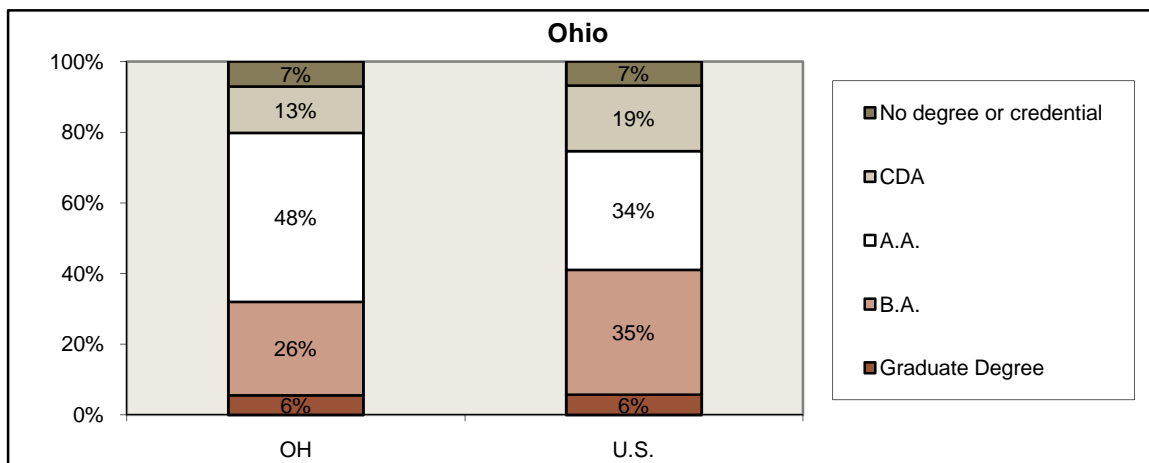 Ohio
100%
80%
60%
40%
20%
0%
7%
13%
48%
26%
6%
7%
19%
34%
35%
6%
OH
U.S.
No degree or credential
CDA
A.A.
B.A.
Graduate Degree